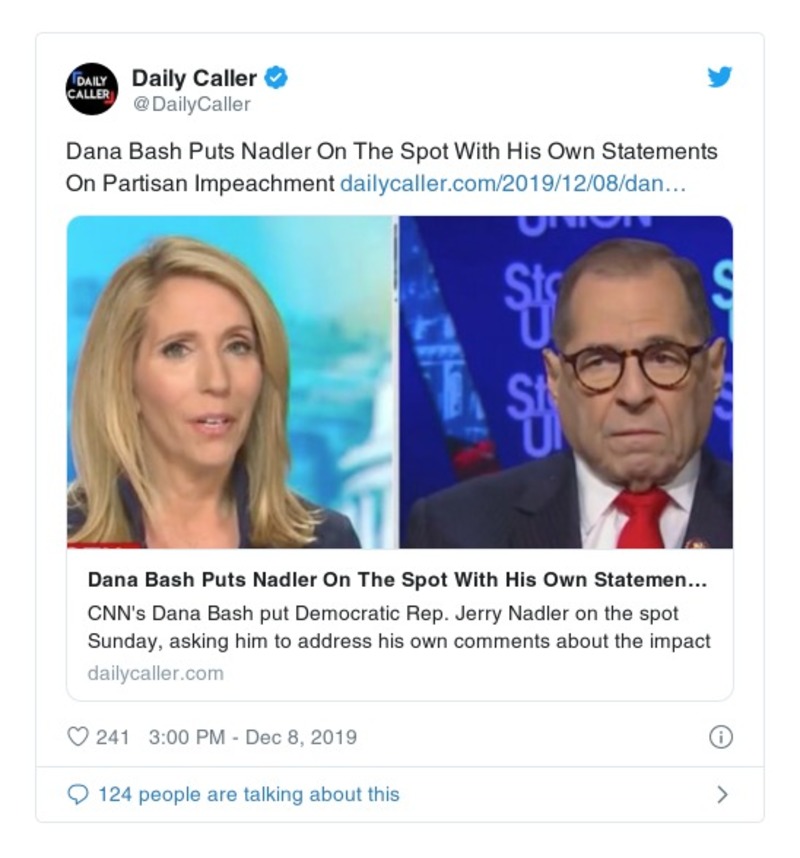 DAILY
CALLER
Daily Caller
@DailyCaller
Dana Bash Puts Nadler On The Spot With His Own Statements
On Partisan Impeachment dailycaller.com/2019/12/08/dan…
UNION
Dana Bash Puts Nadler On The Spot With His Own Statemen...
CNN's Dana Bash put Democratic Rep. Jerry Nadler on the spot
Sunday, asking him to address his own comments about the impact
dailycaller.com
241 3:00 PM - Dec 8, 2019
124 people are talking about this